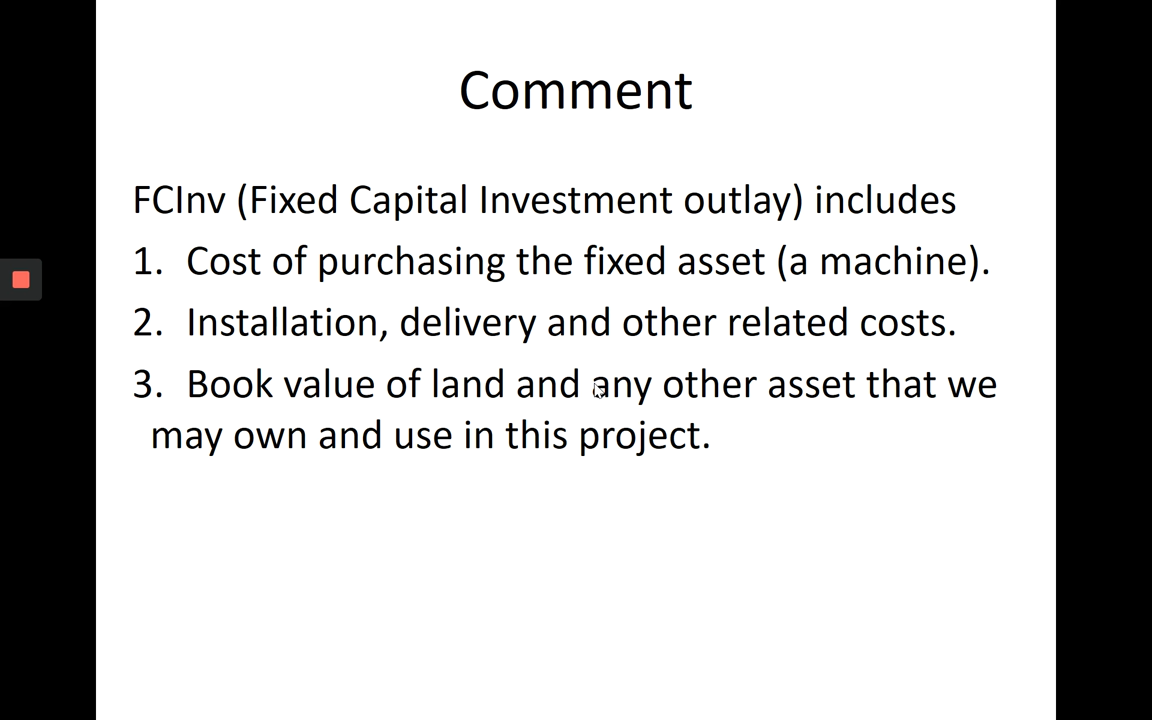 Comment
FCInv (Fixed Capital Investment outlay) includes
1. Cost of purchasing the fixed asset (a machine).
2. Installation, delivery and other related costs.
3. Book value of land and any other asset that we
may own and use in this project.